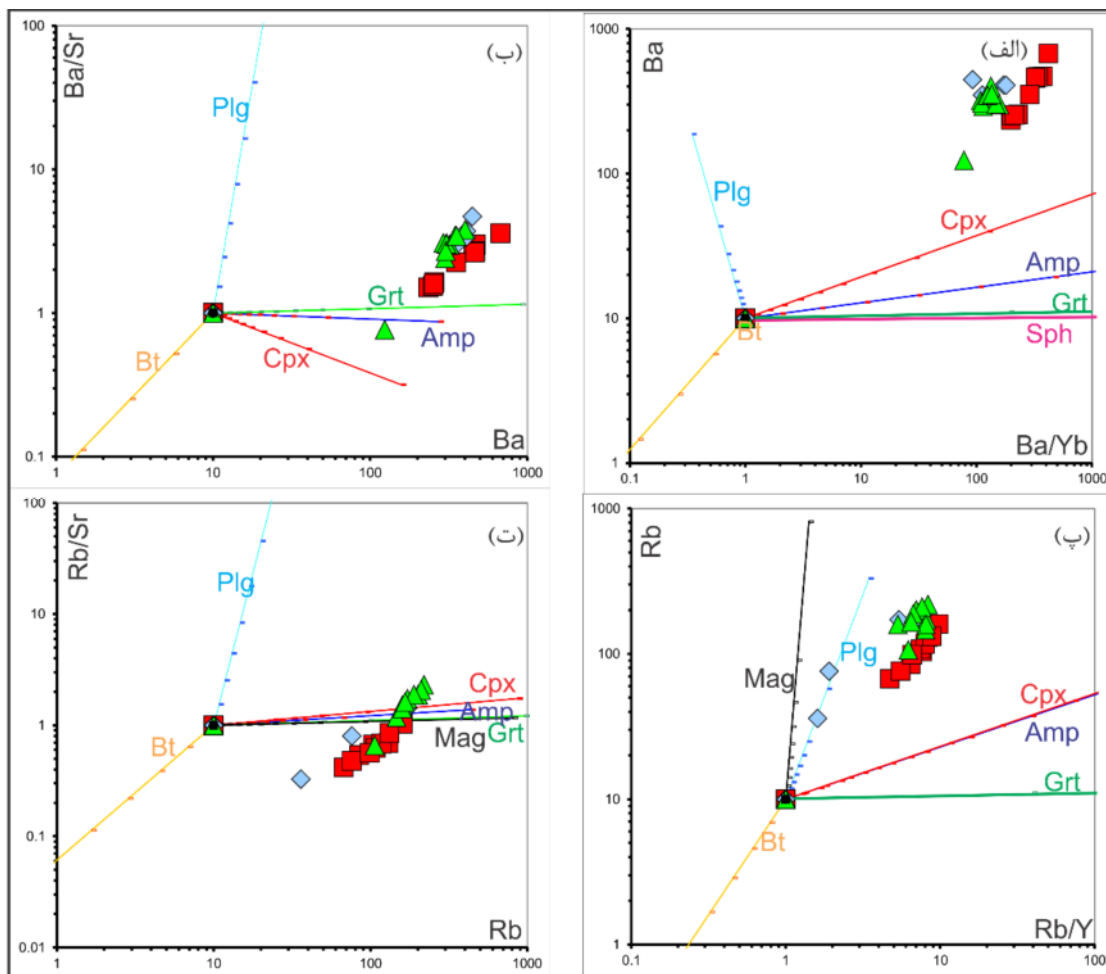 100
10
1
0.1
1
10
100
1000
Ba/Sr
Ba
(ب)
Plg
Grt
Amp
Cpx
Bt
1000
100
10
1
0.1
1
10
100
1000
Ba
Ba/Yb
(الف)
Plg
Cpx
Amp
Grt
Sph
Bt
100
10
1
0.1
0.01
1
10
100
1000
Rb/Sr
Rb
(ت)
Plg
Cpx
Amp
Grt
Mag
Bt
1000
100
10
1
0.1
1
10
100
Rb
Rb/Y
(پ)
Mag
Plg
Cpx
Amp
Grt
Bt